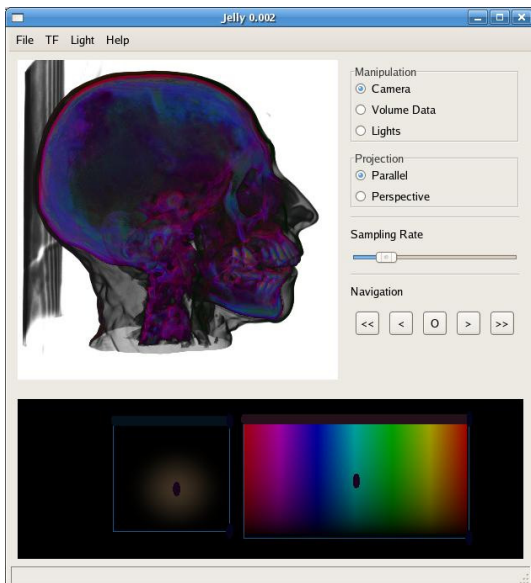 Jelly 0.002
File TF Light Help
Manipulation
Camera
Volume Data
Lights
Projection
Parallel
Perspective
Sampling Rate
Navigation
<< < O > >>